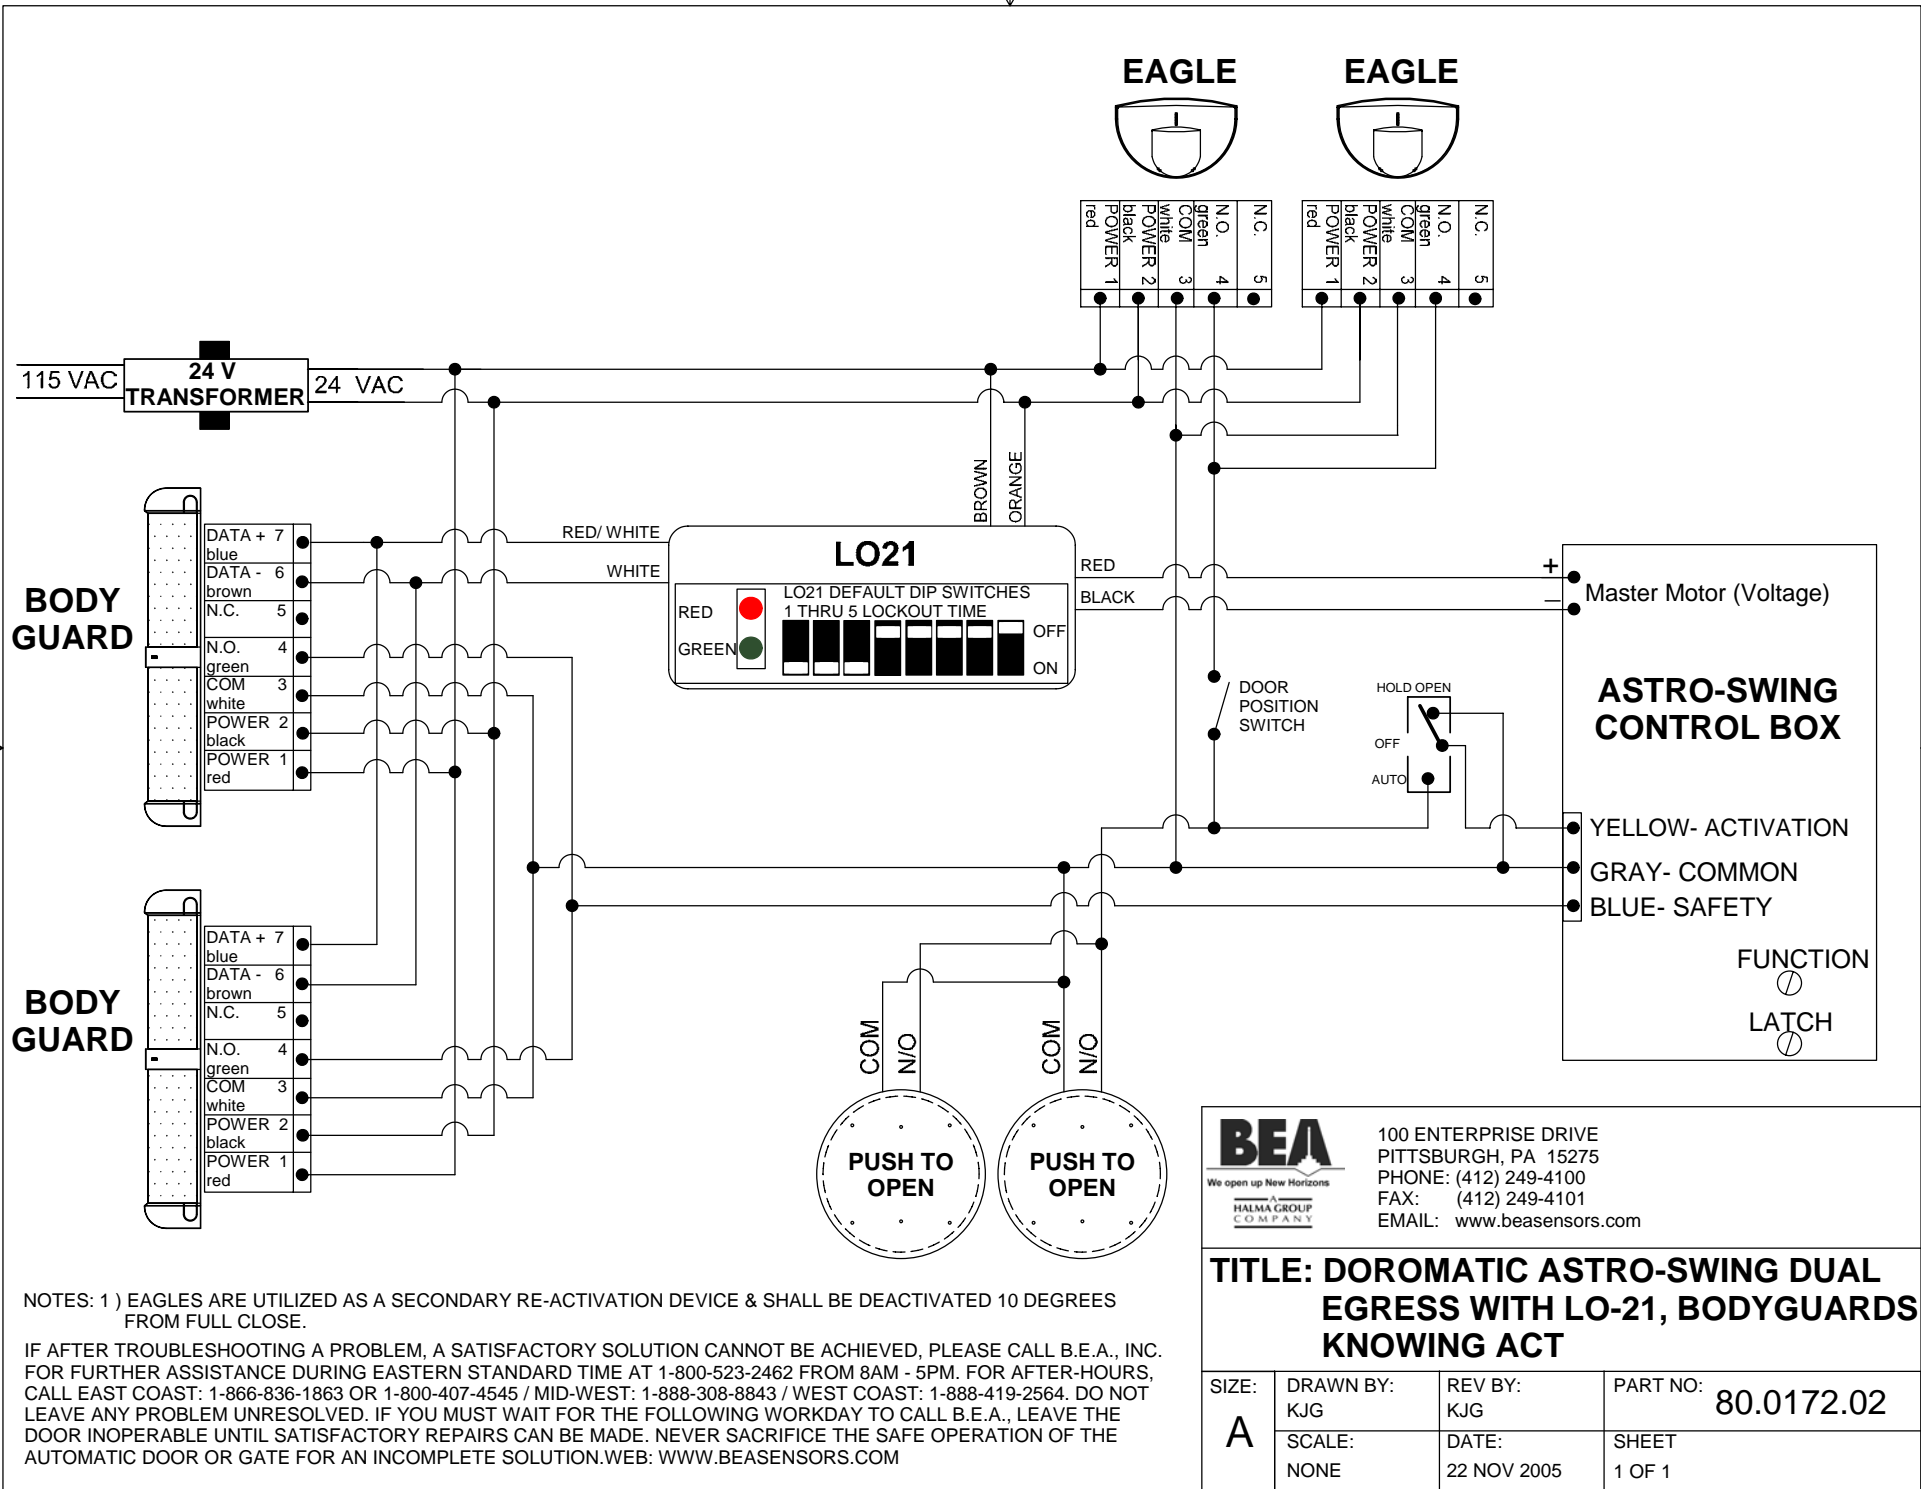 EAGLE EAGLE
POWER 1 red
POWER 2 black
COM 3 white
N.O. 4 green
N.C. 5
POWER 1 red
POWER 2 black
COM 3 white
N.O. 4 green
N.C. 5
115 VAC
24 V
TRANSFORMER
24 VAC
BROWN
ORANGE
BODY
GUARD
DATA + 7
blue
DATA - 6
brown
N.C. 5
N.O. 4
green
COM 3
white
POWER 2
black
POWER 1
red
RED/ WHITE
WHITE
LO21
LO21 DEFAULT DIP SWITCHES
1 THRU 5 LOCKOUT TIME
RED
GREEN
OFF
ON
RED
BLACK
+
–
Master Motor (Voltage)
ASTRO-SWING
CONTROL BOX
DOOR
POSITION
SWITCH
HOLD OPEN
OFF
AUTO
YELLOW- ACTIVATION
GRAY- COMMON
BLUE- SAFETY
FUNCTION
LATCH
BODY
GUARD
DATA + 7
blue
DATA - 6
brown
N.C. 5
N.O. 4
green
COM 3
white
POWER 2
black
POWER 1
red
COM
N/O
COM
N/O
PUSH TO
OPEN
PUSH TO
OPEN
BEA
We open up New Horizons
A
HALMA GROUP
COMPANY
100 ENTERPRISE DRIVE
PITTSBURGH, PA 15275
PHONE: (412) 249-4100
FAX: (412) 249-4101
EMAIL: www.beasensors.com
TITLE: DOROMATIC ASTRO-SWING DUAL
EGRESS WITH LO-21, BODYGUARDS
KNOWING ACT
SIZE:
A
DRAWN BY:
KJG
REV BY:
KJG
PART NO: 80.0172.02
SCALE:
NONE
DATE:
22 NOV 2005
SHEET
1 OF 1
NOTES: 1 ) EAGLES ARE UTILIZED AS A SECONDARY RE-ACTIVATION DEVICE & SHALL BE DEACTIVATED 10 DEGREES
FROM FULL CLOSE.
IF AFTER TROUBLESHOOTING A PROBLEM, A SATISFACTORY SOLUTION CANNOT BE ACHIEVED, PLEASE CALL B.E.A., INC.
FOR FURTHER ASSISTANCE DURING EASTERN STANDARD TIME AT 1-800-523-2462 FROM 8AM - 5PM. FOR AFTER-HOURS,
CALL EAST COAST: 1-866-836-1863 OR 1-800-407-4545 / MID-WEST: 1-888-308-8843 / WEST COAST: 1-888-419-2564. DO NOT
LEAVE ANY PROBLEM UNRESOLVED. IF YOU MUST WAIT FOR THE FOLLOWING WORKDAY TO CALL B.E.A., LEAVE THE
DOOR INOPERABLE UNTIL SATISFACTORY REPAIRS CAN BE MADE. NEVER SACRIFICE THE SAFE OPERATION OF THE
AUTOMATIC DOOR OR GATE FOR AN INCOMPLETE SOLUTION.WEB: WWW.BEASENSORS.COM